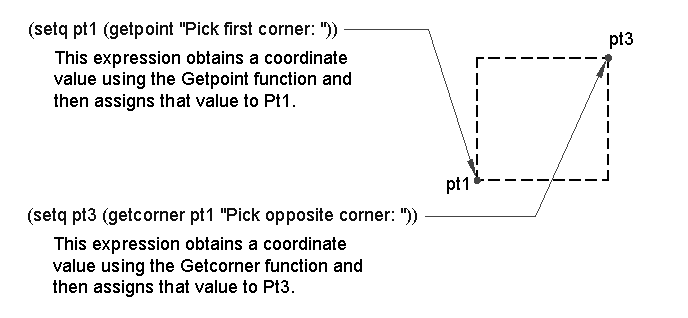 (setq pt1 (getpoint "Pick first corner: "))
This expression obtains a coordinate
value using the Getpoint function and
then assigns that value to Pt1.
pt3
pt1
(setq pt3 (getcorner pt1 "Pick opposite corner: "))
This expression obtains a coordinate
value using the Getcorner function and
then assigns that value to Pt3.